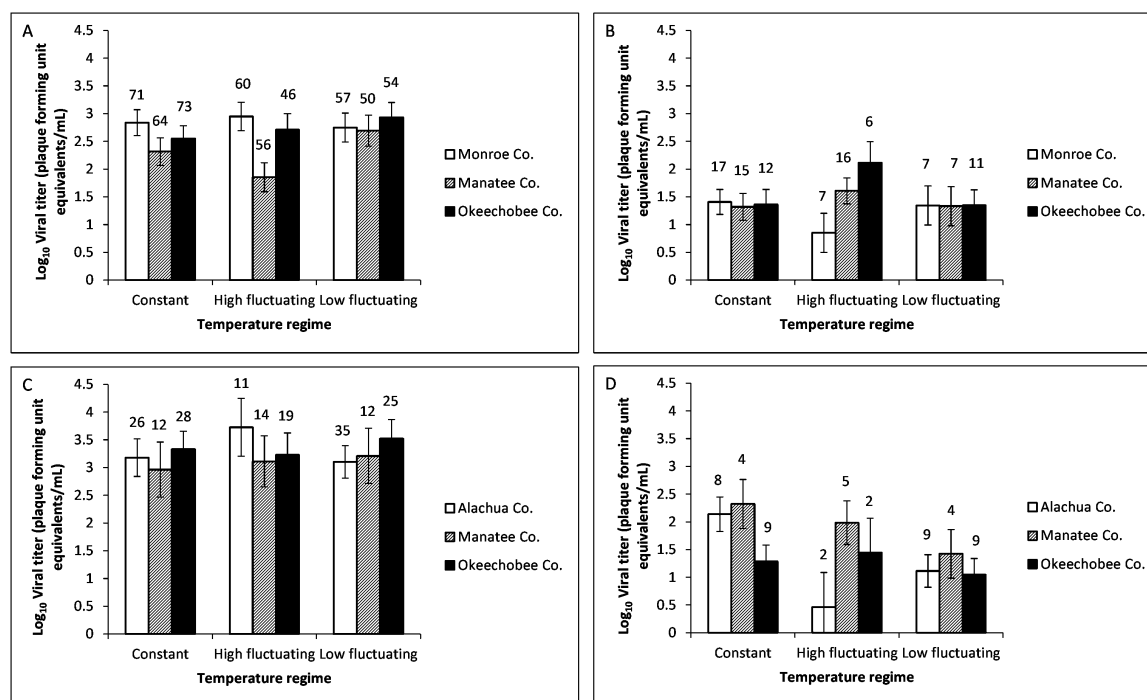 A
Log10 Viral titer (plaque forming unit
equivalents/mL)
4.5
4
3.5
3
2.5
2
1.5
1
0.5
0
71
64
73
60
56
46
57
50
54
Constant
High fluctuating
Low fluctuating
Temperature regime
Monroe Co.
Manatee Co.
Okeechobee Co.
B
Log10 Viral titer (plaque forming unit
equivalents/mL)
4.5
4
3.5
3
2.5
2
1.5
1
0.5
0
17
15
12
7
16
6
7
7
11
Constant
High fluctuating
Low fluctuating
Temperature regime
Monroe Co.
Manatee Co.
Okeechobee Co.
C
Log10 Viral titer (plaque forming unit
equivalents/mL)
4.5
4
3.5
3
2.5
2
1.5
1
0.5
0
26
12
28
11
14
19
35
12
25
Constant
High fluctuating
Low fluctuating
Temperature regime
Alachua Co.
Manatee Co.
Okeechobee Co.
D
Log10 Viral titer (plaque forming unit
equivalents/mL)
4.5
4
3.5
3
2.5
2
1.5
1
0.5
0
8
4
9
2
5
2
9
4
9
Constant
High fluctuating
Low fluctuating
Temperature regime
Alachua Co.
Manatee Co.
Okeechobee Co.